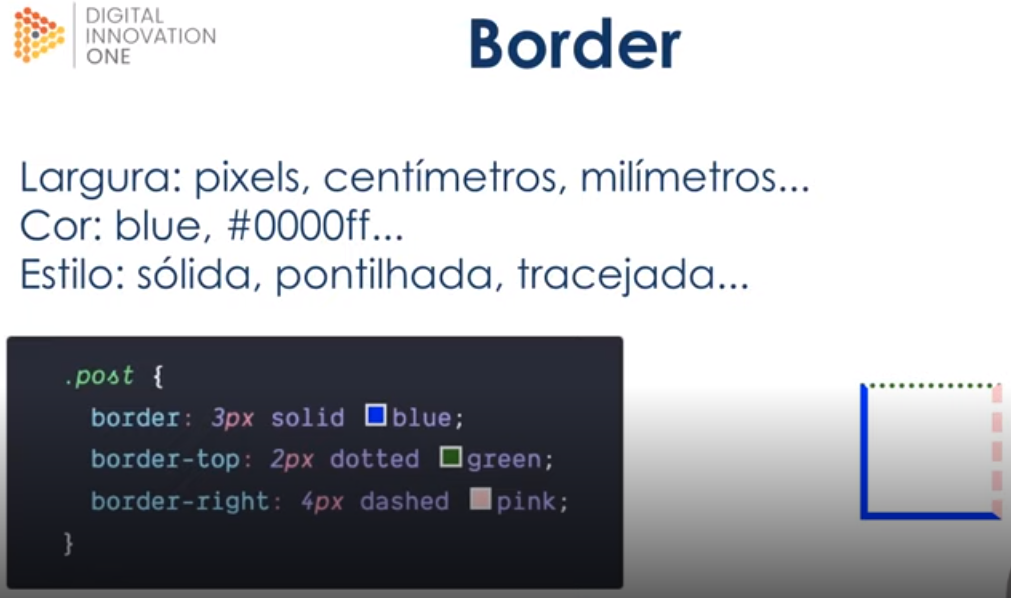 DIGITAL
INNOVATION
ONE
Border
Largura: pixels, centímetros, milímetros...
Cor: blue, #0000ff...
Estilo: sólida, pontilhada, tracejada...
.post {
border: 3px solid blue;
border-top: 2px dotted green;
border-right: 4px dashed pink;
}